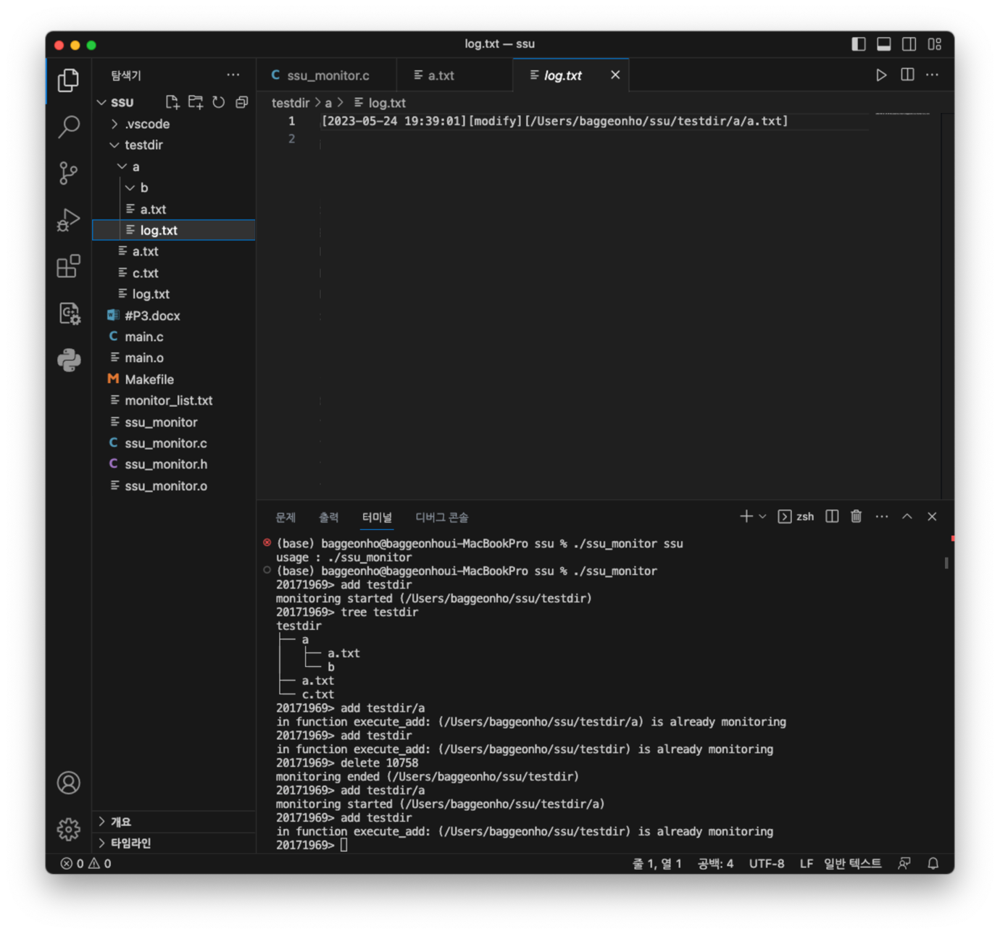 log.txt — ssu
탐색기
SSU
.vscode
testdir
a
b
a.txt
log.txt
a.txt
c.txt
log.txt
#P3.docx
main.c
main.o
Makefile
monitor_list.txt
ssu_monitor
ssu_monitor.c
ssu_monitor.h
ssu_monitor.o
개요
타임라인
ssu_monitor.c
a.txt
log.txt
testdir > a > log.txt
1 [2023-05-24 19:39:01][modify][/Users/baggeonho/ssu/testdir/a/a.txt]
2
문제 출력 터미널 디버그 콘솔
zsh
(base) baggeonho@baggeonhoui-MacBookPro ssu % ./ssu_monitor ssu
usage : ./ssu_monitor
(base) baggeonho@baggeonhoui-MacBookPro ssu % ./ssu_monitor
20171969> add testdir
monitoring started (/Users/baggeonho/ssu/testdir)
20171969> tree testdir
testdir
├── a
│   ├── a.txt
│   └── b
├── a.txt
└── c.txt
20171969> add testdir/a
in function execute_add: (/Users/baggeonho/ssu/testdir/a) is already monitoring
20171969> add testdir
in function execute_add: (/Users/baggeonho/ssu/testdir) is already monitoring
20171969> delete 10758
monitoring ended (/Users/baggeonho/ssu/testdir)
20171969> add testdir/a
monitoring started (/Users/baggeonho/ssu/testdir/a)
20171969> add testdir
in function execute_add: (/Users/baggeonho/ssu/testdir) is already monitoring
20171969>
0 0
줄 1, 열 1 공백: 4 UTF-8 LF 일반 텍스트